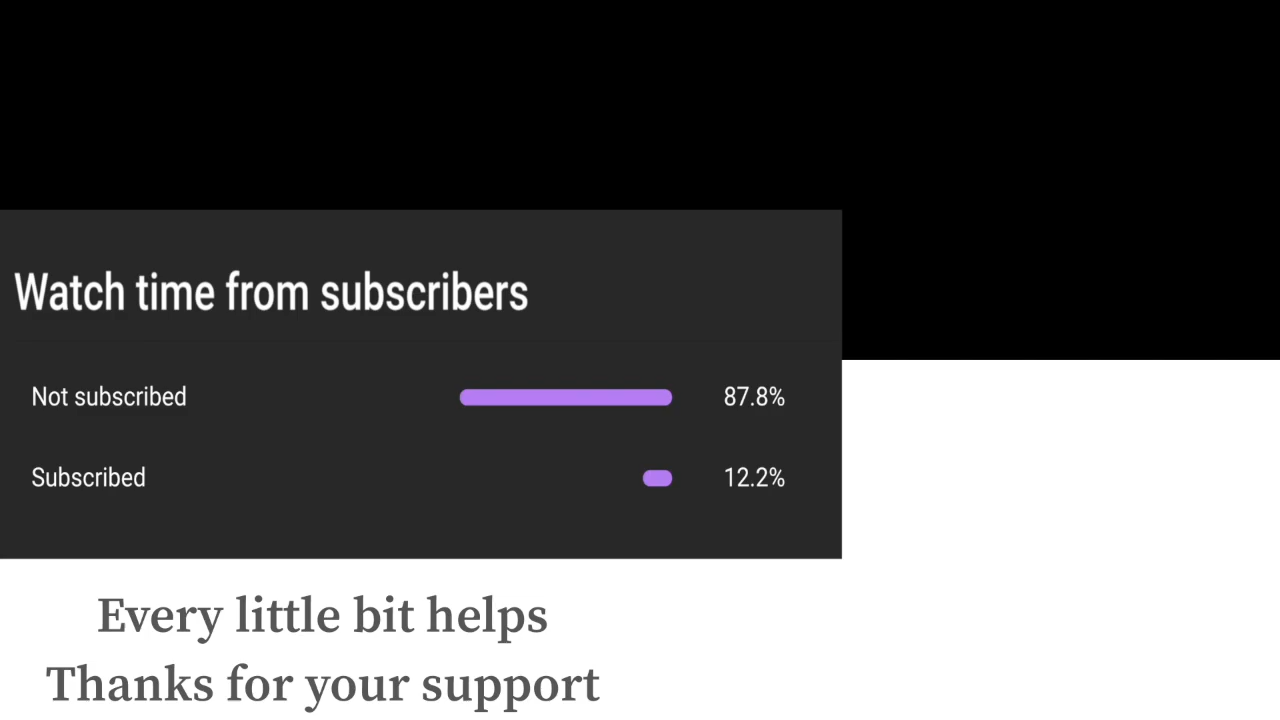 Watch time from subscribers
Not subscribed 87.8%
Subscribed 12.2%
Every little bit helps
Thanks for your support